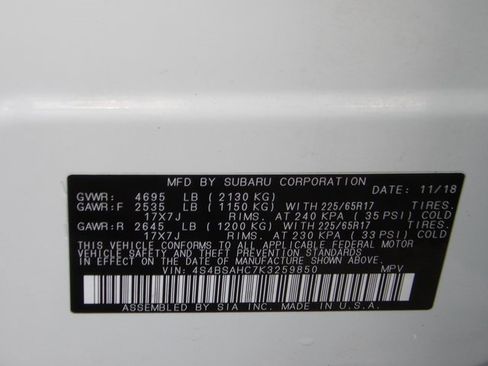 MFD BY SUBARU CORPORATION
DATE: 11/18
GVWR: 4695 LB (2130 KG)
GAWR:F 2535 LB (1150 KG) WITH 225/65R17 TIRES.
17X7J RIMS. AT 240 KPA (35 PSI) COLD
GAWR:R 2645 LB (1200 KG) WITH 225/65R17 TIRES.
17X7J RIMS. AT 230 KPA (33 PSI) COLD
THIS VEHICLE CONFORMS TO ALL APPLICABLE FEDERAL MOTOR
VEHICLE SAFETY AND THEFT PREVENTION STANDARDS
IN EFFECT ON THE DATE OF MANUFACTURE SHOWN ABOVE.
VIN: 4S4BSAHC7K3259850 MPV
ASSEMBLED BY SIA INC. MADE IN U.S.A.